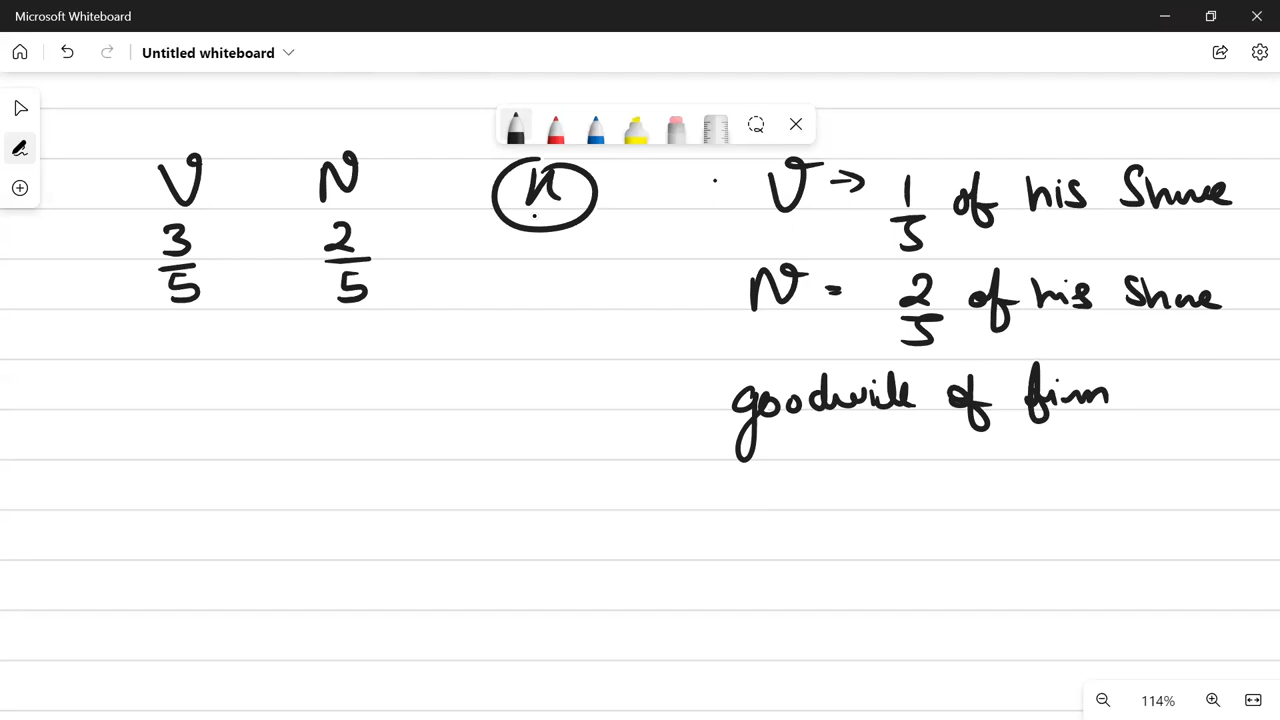 Microsoft Whiteboard
Untitled whiteboard
V N K V → 1/5 of his Share
3/5 2/5
N = 2/5 of his Share
goodwill of firm
114%